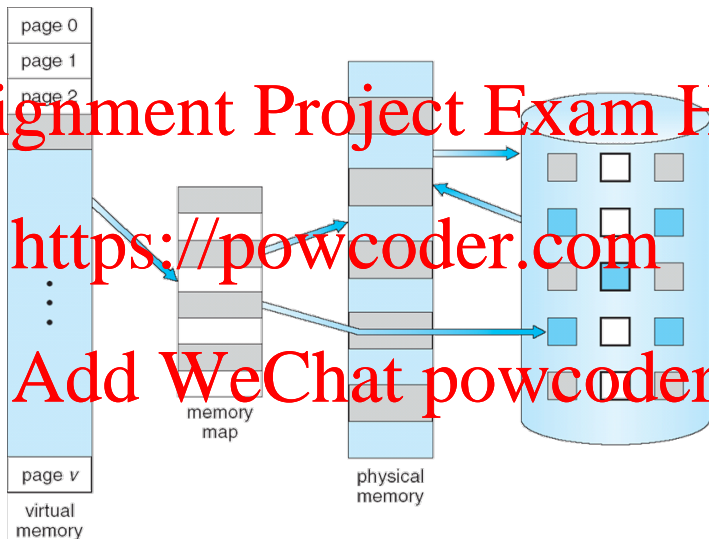 page 0
page 1
page 2
ignment Project Exam H
https://powcoder.com
Add WeChat powcoder
memory
map
page v
virtual
memory
physical
memory